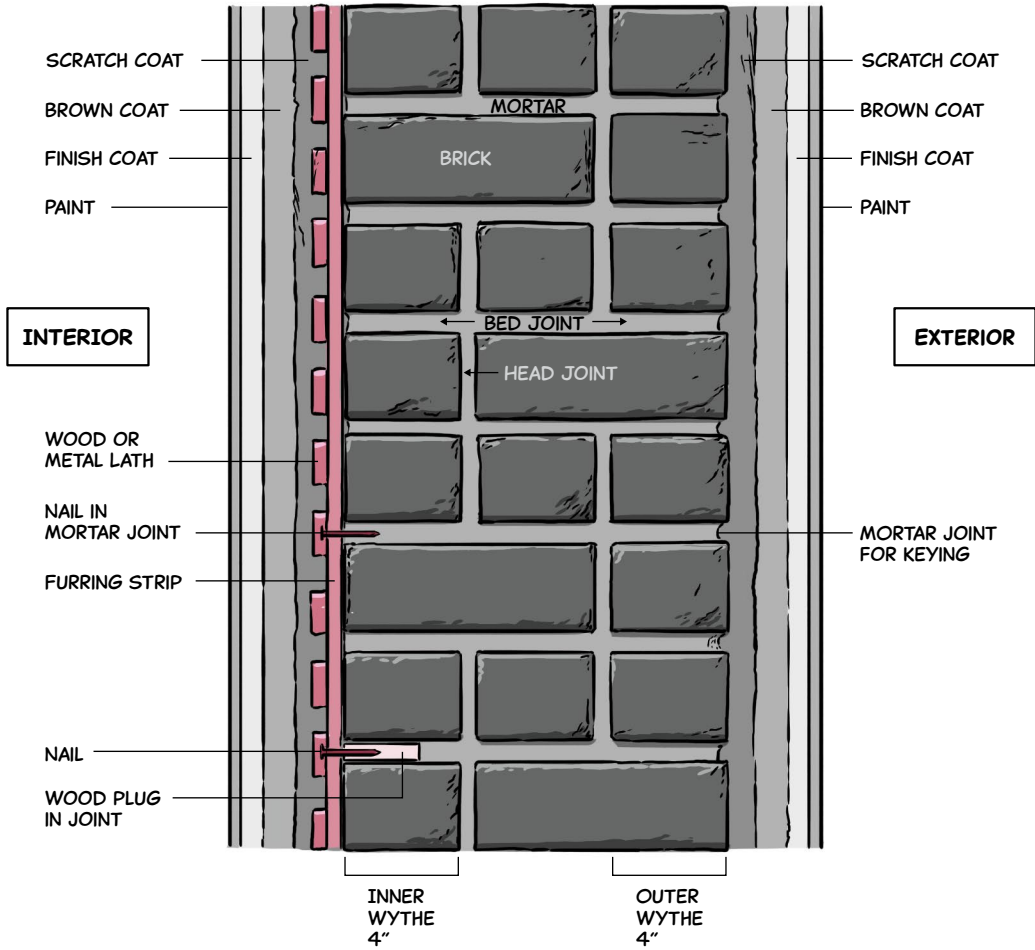 SCRATCH COAT
BROWN COAT
FINISH COAT
PAINT
INTERIOR
WOOD OR
METAL LATH
NAIL IN
MORTAR JOINT
FURRING STRIP
NAIL
WOOD PLUG
IN JOINT
MORTAR
BRICK
BED JOINT
HEAD JOINT
INNER
WYTHE
4"
OUTER
WYTHE
4"
SCRATCH COAT
BROWN COAT
FINISH COAT
PAINT
EXTERIOR
MORTAR JOINT
FOR KEYING